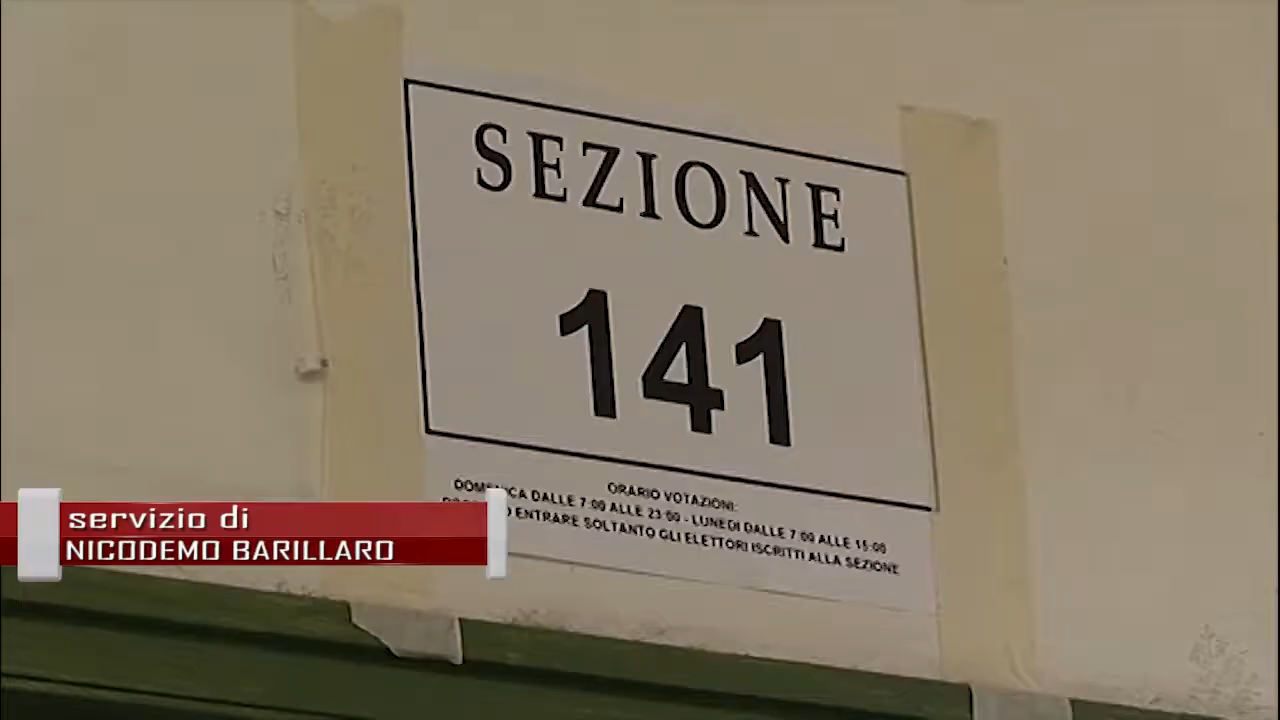 SEZIONE
141
ORARIO VOTAZIONI:
DOMENICA DALLE 7:00 ALLE 23:00 - LUNEDI DALLE 7:00 ALLE 15:00
ENTRARE SOLTANTO GLI ELETTORI ISCRITTI ALLA SEZIONE
servizio di
NICODEMO BARILLARO